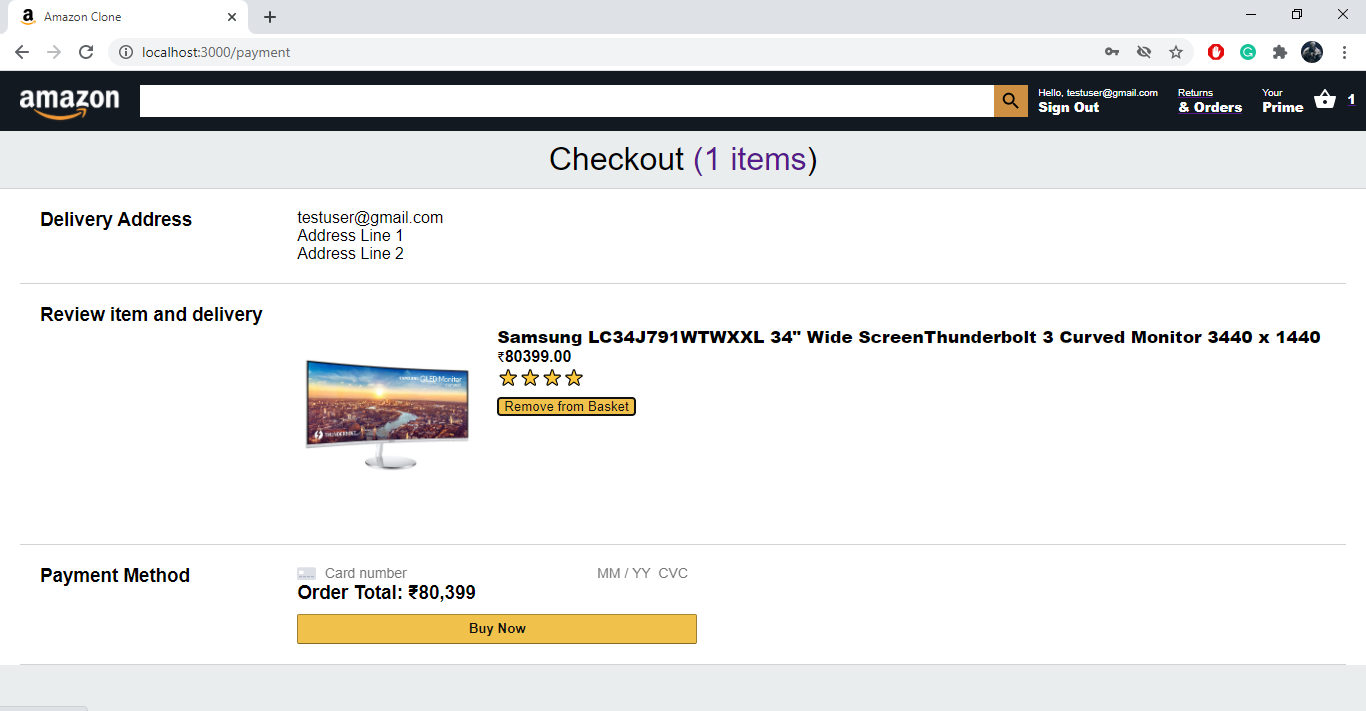 Amazon Clone
localhost:3000/payment
amazon
Hello, testuser@gmail.com
Sign Out
Returns
& Orders
Your
Prime
1
Checkout (1 items)
Delivery Address
testuser@gmail.com
Address Line 1
Address Line 2
Review item and delivery
Samsung LC34J791WTWXXL 34" Wide ScreenThunderbolt 3 Curved Monitor 3440 x 1440
₹80399.00
Remove from Basket
QLED Monitor
Payment Method
Card number MM / YY CVC
Order Total: ₹80,399
Buy Now